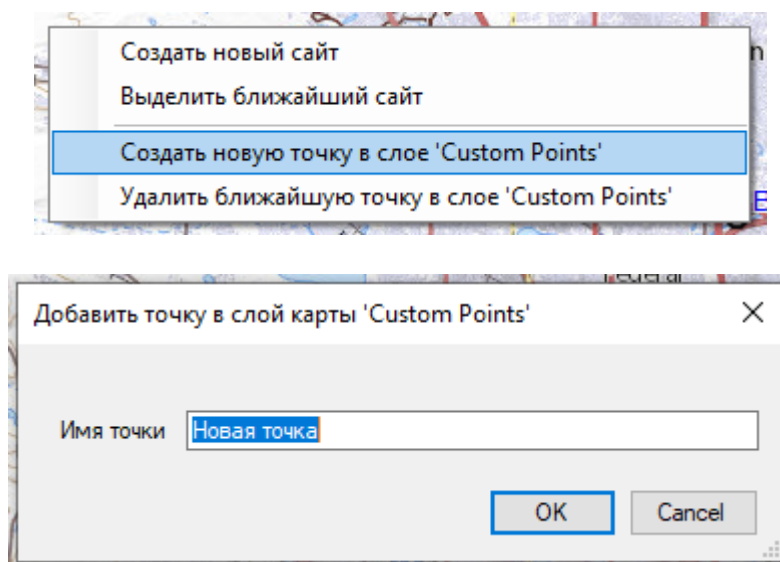 Создать новый сайт
Выделить ближайший сайт
Создать новую точку в слое 'Custom Points'
Удалить ближайшую точку в слое 'Custom Points'
Добавить точку в слой карты 'Custom Points'
Имя точки Новая точка
OK Cancel